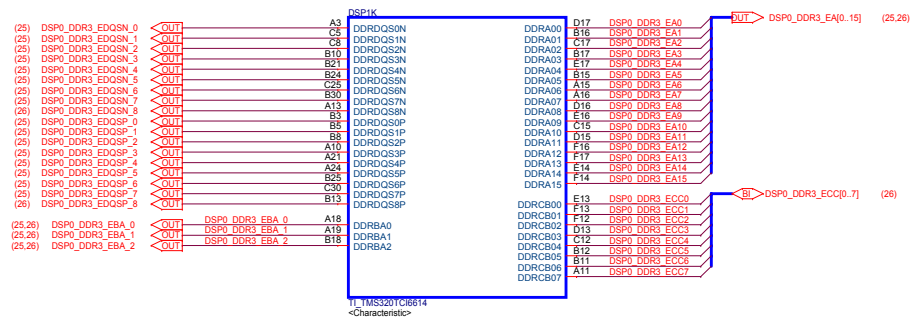 DSP1K
(25) DSP0_DDR3_EDQSN_0 OUT A3 DDRDQS0N DDRA00 D17 DSP0_DDR3_EA0 OUT DSP0_DDR3_EA[0..15] (25,26)
(25) DSP0_DDR3_EDQSN_1 OUT C5 DDRDQS1N DDRA01 B16 DSP0_DDR3_EA1
(25) DSP0_DDR3_EDQSN_2 OUT C8 DDRDQS2N DDRA02 C17 DSP0_DDR3_EA2
(25) DSP0_DDR3_EDQSN_3 OUT B10 DDRDQS3N DDRA03 B17 DSP0_DDR3_EA3
(25) DSP0_DDR3_EDQSN_4 OUT B21 DDRDQS4N DDRA04 E17 DSP0_DDR3_EA4
(25) DSP0_DDR3_EDQSN_5 OUT B24 DDRDQS5N DDRA05 B15 DSP0_DDR3_EA5
(25) DSP0_DDR3_EDQSN_6 OUT C25 DDRDQS6N DDRA06 A15 DSP0_DDR3_EA6
(25) DSP0_DDR3_EDQSN_7 OUT B30 DDRDQS7N DDRA07 A16 DSP0_DDR3_EA7
(26) DSP0_DDR3_EDQSN_8 OUT A13 DDRDQS8N DDRA08 D16 DSP0_DDR3_EA8
(25) DSP0_DDR3_EDQSP_0 OUT B3 DDRDQS0P DDRA09 E16 DSP0_DDR3_EA9
(25) DSP0_DDR3_EDQSP_1 OUT B5 DDRDQS1P DDRA10 C15 DSP0_DDR3_EA10
(25) DSP0_DDR3_EDQSP_2 OUT B8 DDRDQS2P DDRA11 D15 DSP0_DDR3_EA11
(25) DSP0_DDR3_EDQSP_3 OUT A10 DDRDQS3P DDRA12 F16 DSP0_DDR3_EA12
(25) DSP0_DDR3_EDQSP_4 OUT A21 DDRDQS4P DDRA13 F17 DSP0_DDR3_EA13
(25) DSP0_DDR3_EDQSP_5 OUT A24 DDRDQS5P DDRA14 E14 DSP0_DDR3_EA14
(25) DSP0_DDR3_EDQSP_6 OUT B25 DDRDQS6P DDRA15 F14 DSP0_DDR3_EA15
(25) DSP0_DDR3_EDQSP_7 OUT C30 DDRDQS7P BI DSP0_DDR3_ECC[0..7] (26)
(26) DSP0_DDR3_EDQSP_8 OUT B13 DDRDQS8P DDRCB00 E13 DSP0_DDR3_ECC0
DDRCB01 F13 DSP0_DDR3_ECC1
(25,26) DSP0_DDR3_EBA_0 OUT DSP0_DDR3_EBA_0 A18 DDRBA0 DDRCB02 F12 DSP0_DDR3_ECC2
(25,26) DSP0_DDR3_EBA_1 OUT DSP0_DDR3_EBA_1 A19 DDRBA1 DDRCB03 D13 DSP0_DDR3_ECC3
(25,26) DSP0_DDR3_EBA_2 OUT DSP0_DDR3_EBA_2 B18 DDRBA2 DDRCB04 C12 DSP0_DDR3_ECC4
DDRCB05 B12 DSP0_DDR3_ECC5
DDRCB06 B11 DSP0_DDR3_ECC6
DDRCB07 A11 DSP0_DDR3_ECC7
TI_TMS320TCI6614
<Characteristic>